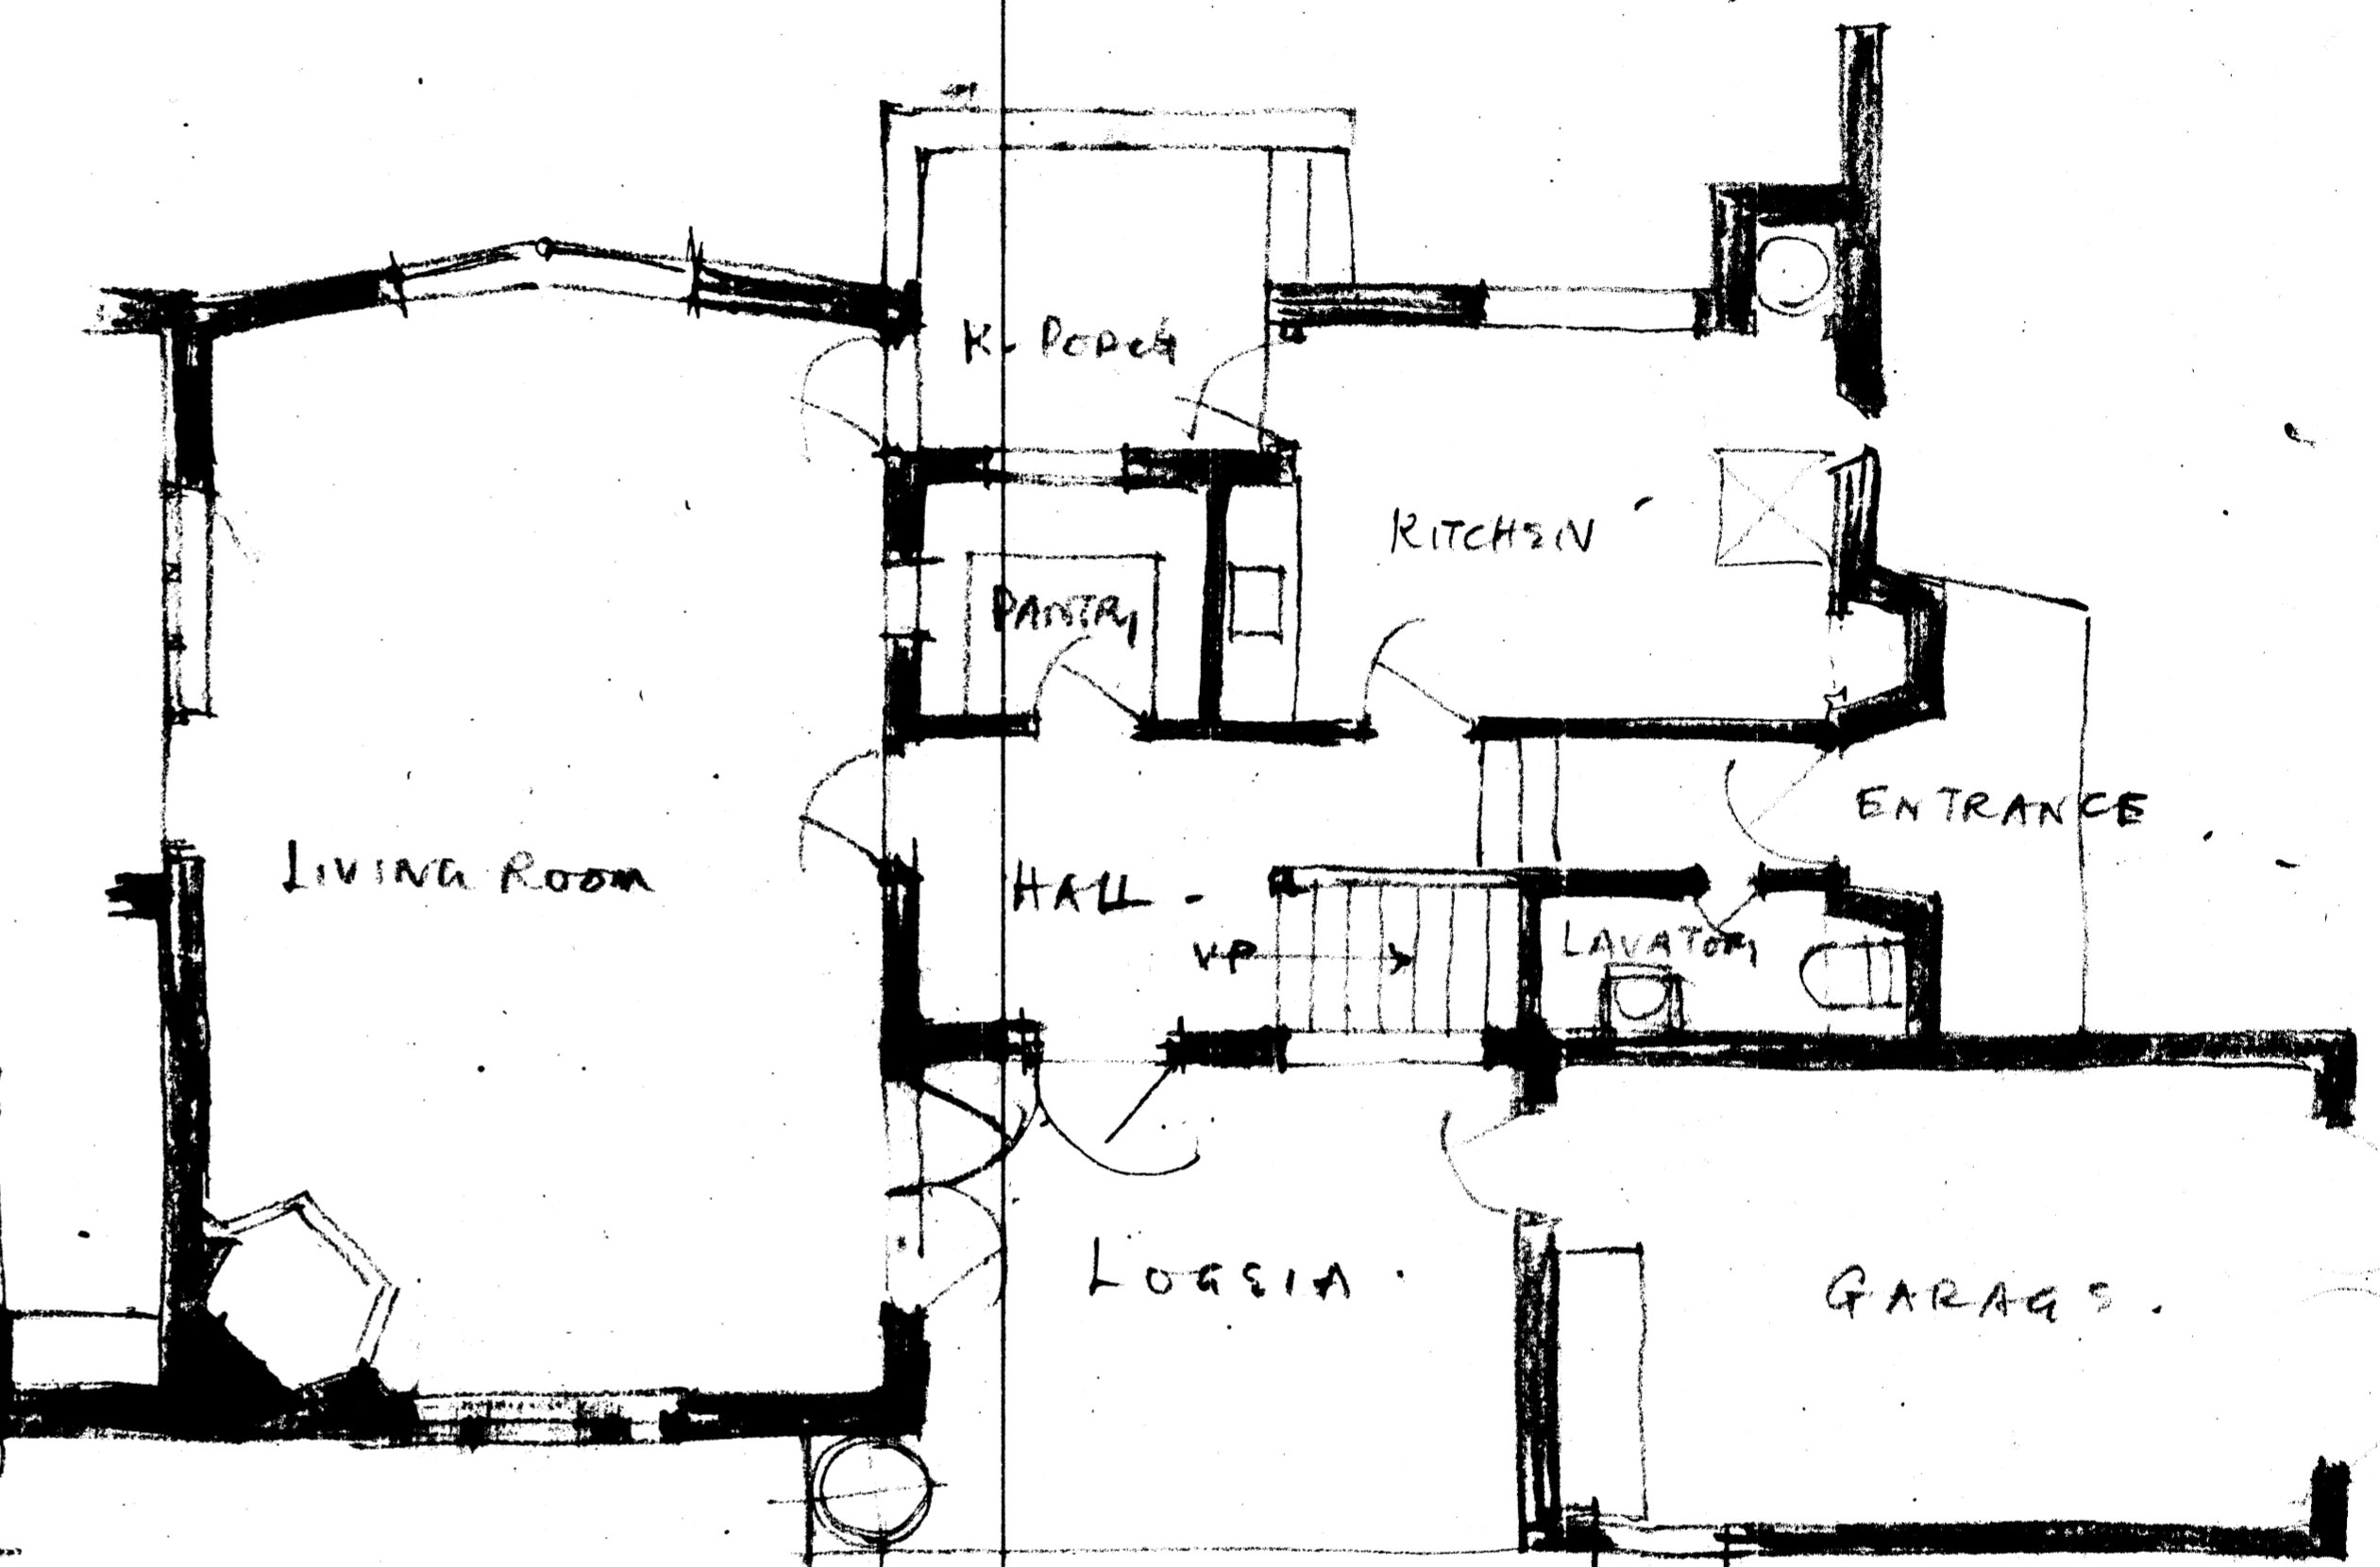 K. PORCH
KITCHEN
PANTRY
ENTRANCE
LIVING ROOM
HALL
UP
LAVATORY
LOGGIA.
GARAGE.